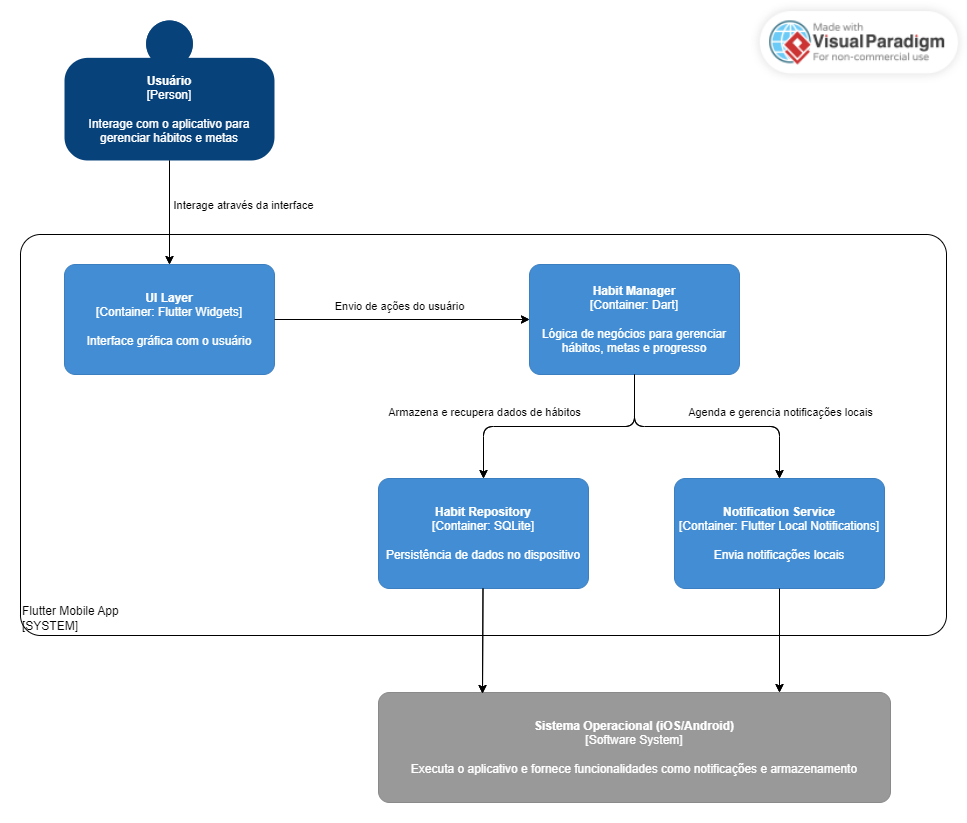 Made with
VisualParadigm
For non-commercial use
Usuário
[Person]
Interage com o aplicativo para
gerenciar hábitos e metas
Interage através da interface
UI Layer
[Container: Flutter Widgets]
Interface gráfica com o usuário
Envio de ações do usuário
Habit Manager
[Container: Dart]
Lógica de negócios para gerenciar
hábitos, metas e progresso
Armazena e recupera dados de hábitos
Agenda e gerencia notificações locais
Habit Repository
[Container: SQLite]
Persistência de dados no dispositivo
Notification Service
[Container: Flutter Local Notifications]
Envia notificações locais
Flutter Mobile App
[SYSTEM]
Sistema Operacional (iOS/Android)
[Software System]
Executa o aplicativo e fornece funcionalidades como notificações e armazenamento